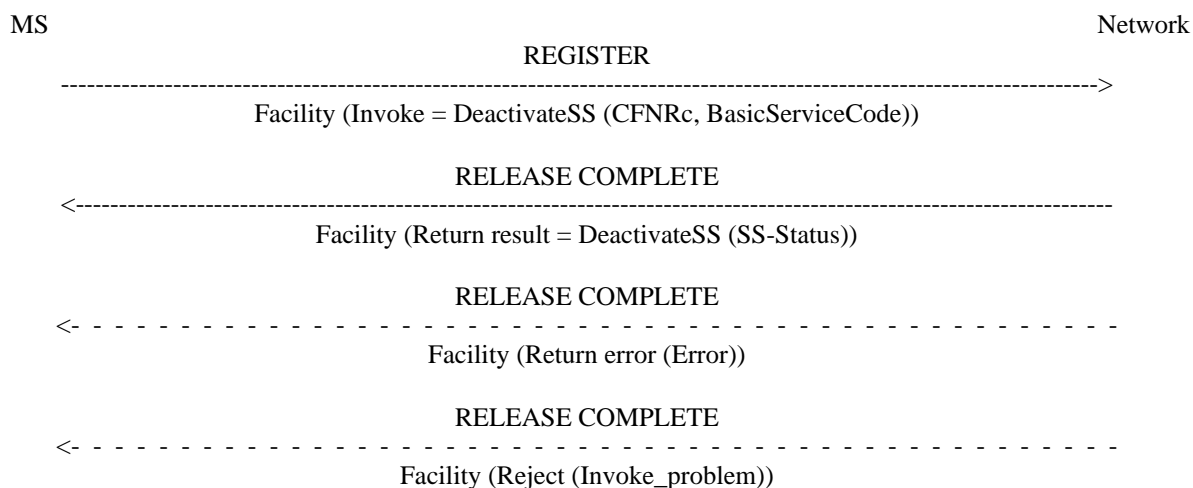 MS Network
REGISTER
------------------------------------------------------------------------------------------------------------------------>
Facility (Invoke = DeactivateSS (CFNRc, BasicServiceCode))
RELEASE COMPLETE
<------------------------------------------------------------------------------------------------------------------------
Facility (Return result = DeactivateSS (SS-Status))
RELEASE COMPLETE
<- - - - - - - - - - - - - - - - - - - - - - - - - - - - - - - - - - - - - - - - - - - - - - - -
Facility (Return error (Error))
RELEASE COMPLETE
<- - - - - - - - - - - - - - - - - - - - - - - - - - - - - - - - - - - - - - - - - - - - - - - -
Facility (Reject (Invoke_problem))